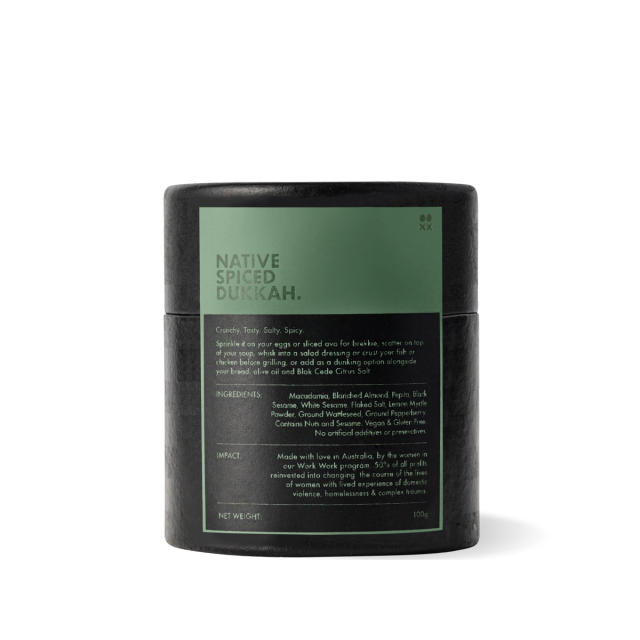 NATIVE
SPICED
DUKKAH.
Crunchy. Tasty. Salty. Spicy.
Sprinkle it on your eggs or sliced avo for brekkie, scatter on top
of your soup, whisk into a salad dressing or crust your fish or
chicken before grilling, or add as a dunking option alongside
your bread, olive oil and Blak Cede Citrus Salt
INGREDIENTS: Macadamia, Blanched Almond, Pepita, Black
Sesame, White Sesame, Flaked Salt, Lemon Myrtle
Powder, Ground Wattleseed, Ground Pepperberry
Contains Nuts and Sesame. Vegan & Gluten Free.
No artificial additives or preservatives.
IMPACT: Made with love in Australia, by the women in
our Work Work program. 50% of all profits
reinvested into changing the course of the lives
of women with lived experience of domestic
violence, homelessness & complex trauma.
NET WEIGHT: 100g